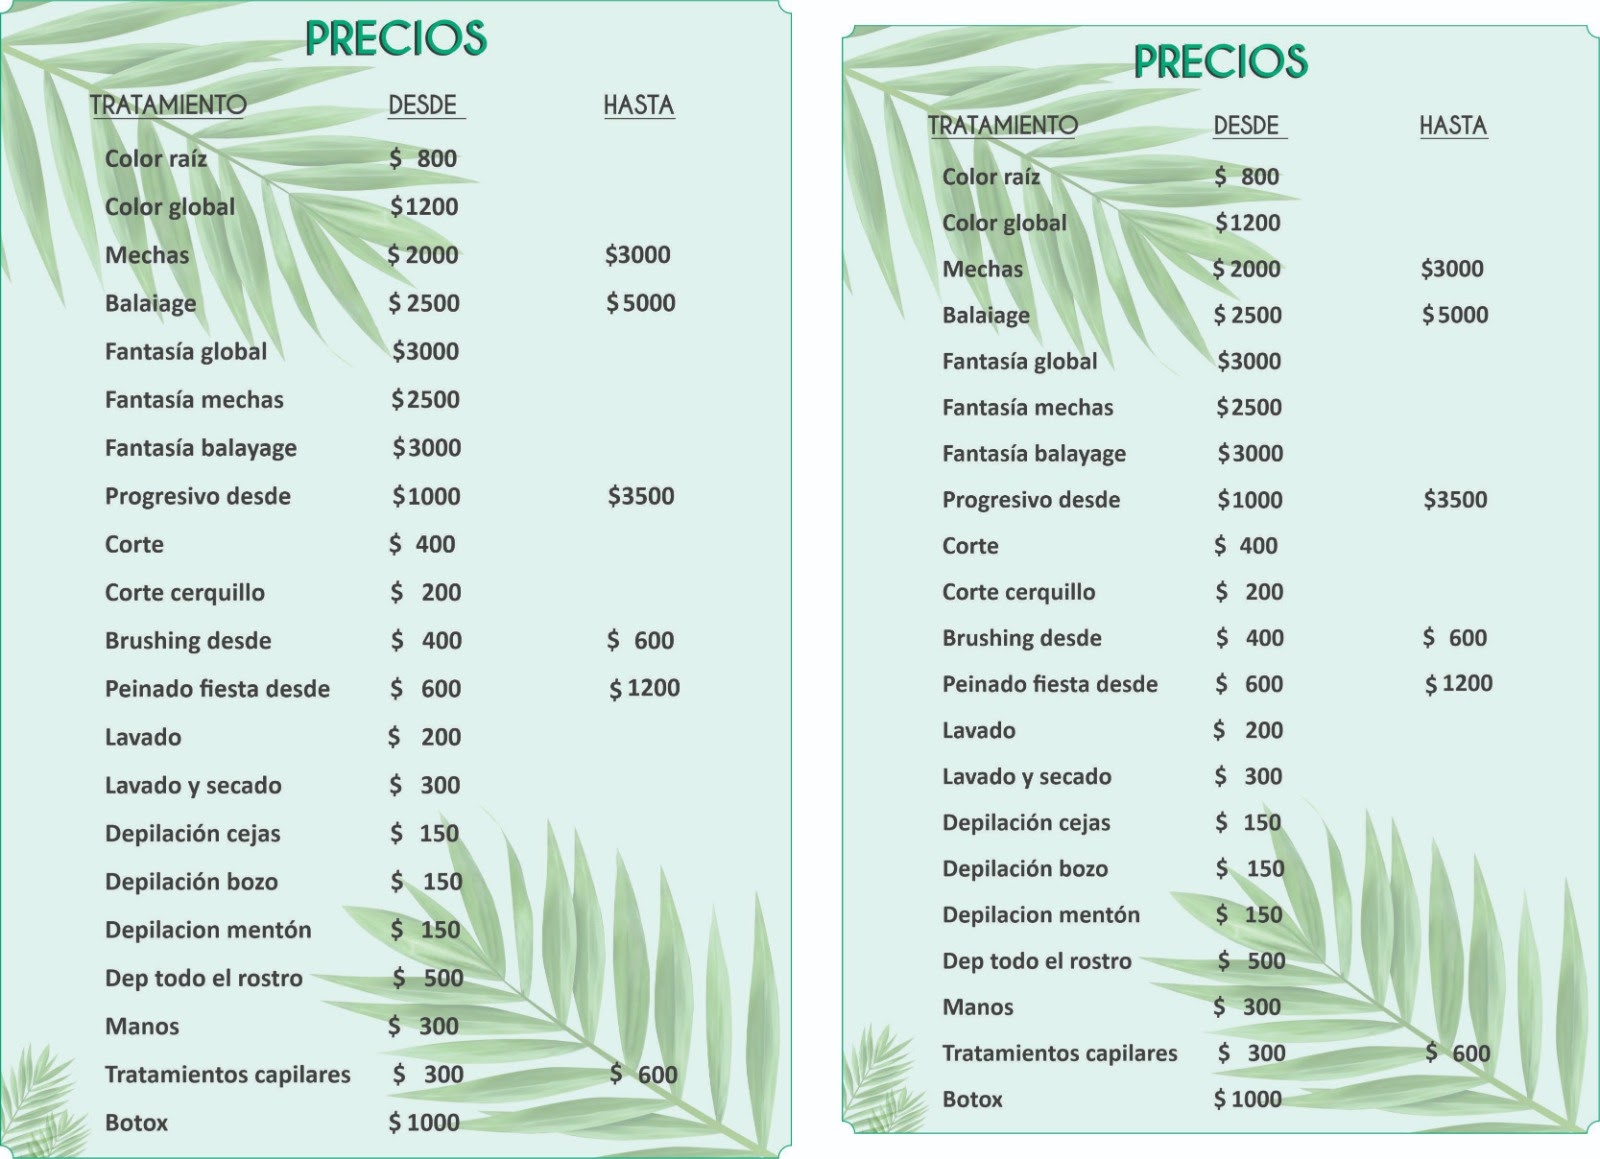 PRECIOS
TRATAMIENTO DESDE HASTA
Color raíz $ 800
Color global $1200
Mechas $ 2000 $3000
Balaiage $ 2500 $ 5000
Fantasía global $3000
Fantasía mechas $2500
Fantasía balayage $3000
Progresivo desde $1000 $3500
Corte $ 400
Corte cerquillo $ 200
Brushing desde $ 400 $ 600
Peinado fiesta desde $ 600 $ 1200
Lavado $ 200
Lavado y secado $ 300
Depilación cejas $ 150
Depilación bozo $ 150
Depilacion mentón $ 150
Dep todo el rostro $ 500
Manos $ 300
Tratamientos capilares $ 300 $ 600
Botox $ 1000
PRECIOS
TRATAMIENTO DESDE HASTA
Color raíz $ 800
Color global $1200
Mechas $ 2000 $3000
Balaiage $ 2500 $ 5000
Fantasía global $3000
Fantasía mechas $2500
Fantasía balayage $3000
Progresivo desde $1000 $3500
Corte $ 400
Corte cerquillo $ 200
Brushing desde $ 400 $ 600
Peinado fiesta desde $ 600 $ 1200
Lavado $ 200
Lavado y secado $ 300
Depilación cejas $ 150
Depilación bozo $ 150
Depilacion mentón $ 150
Dep todo el rostro $ 500
Manos $ 300
Tratamientos capilares $ 300 $ 600
Botox $ 1000